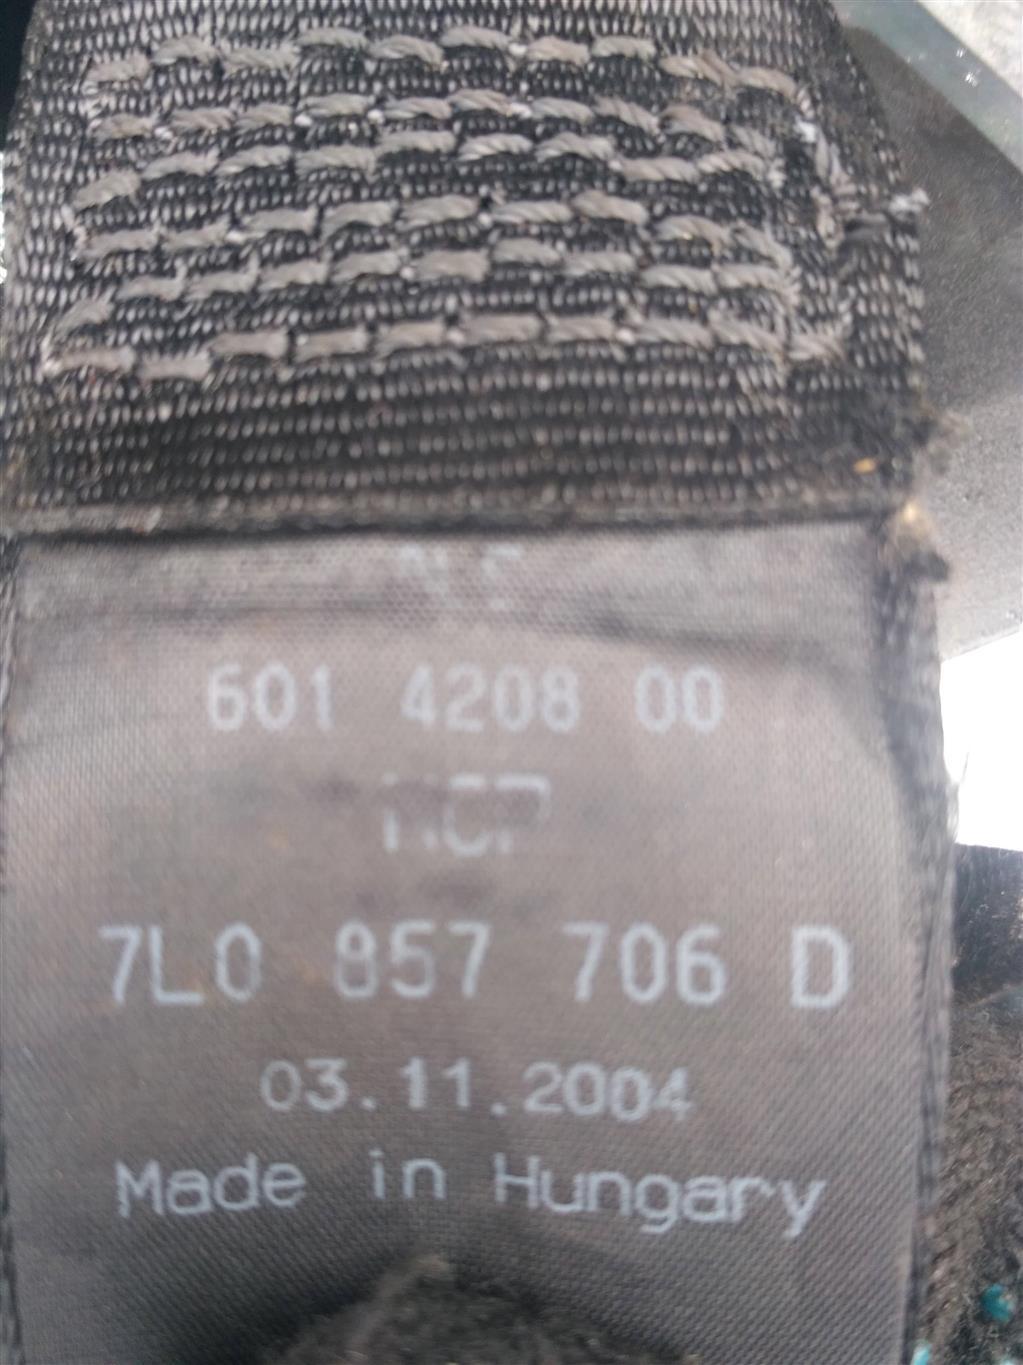 601 4208 00
7L0 857 706 D
03.11.2004
Made in Hungary